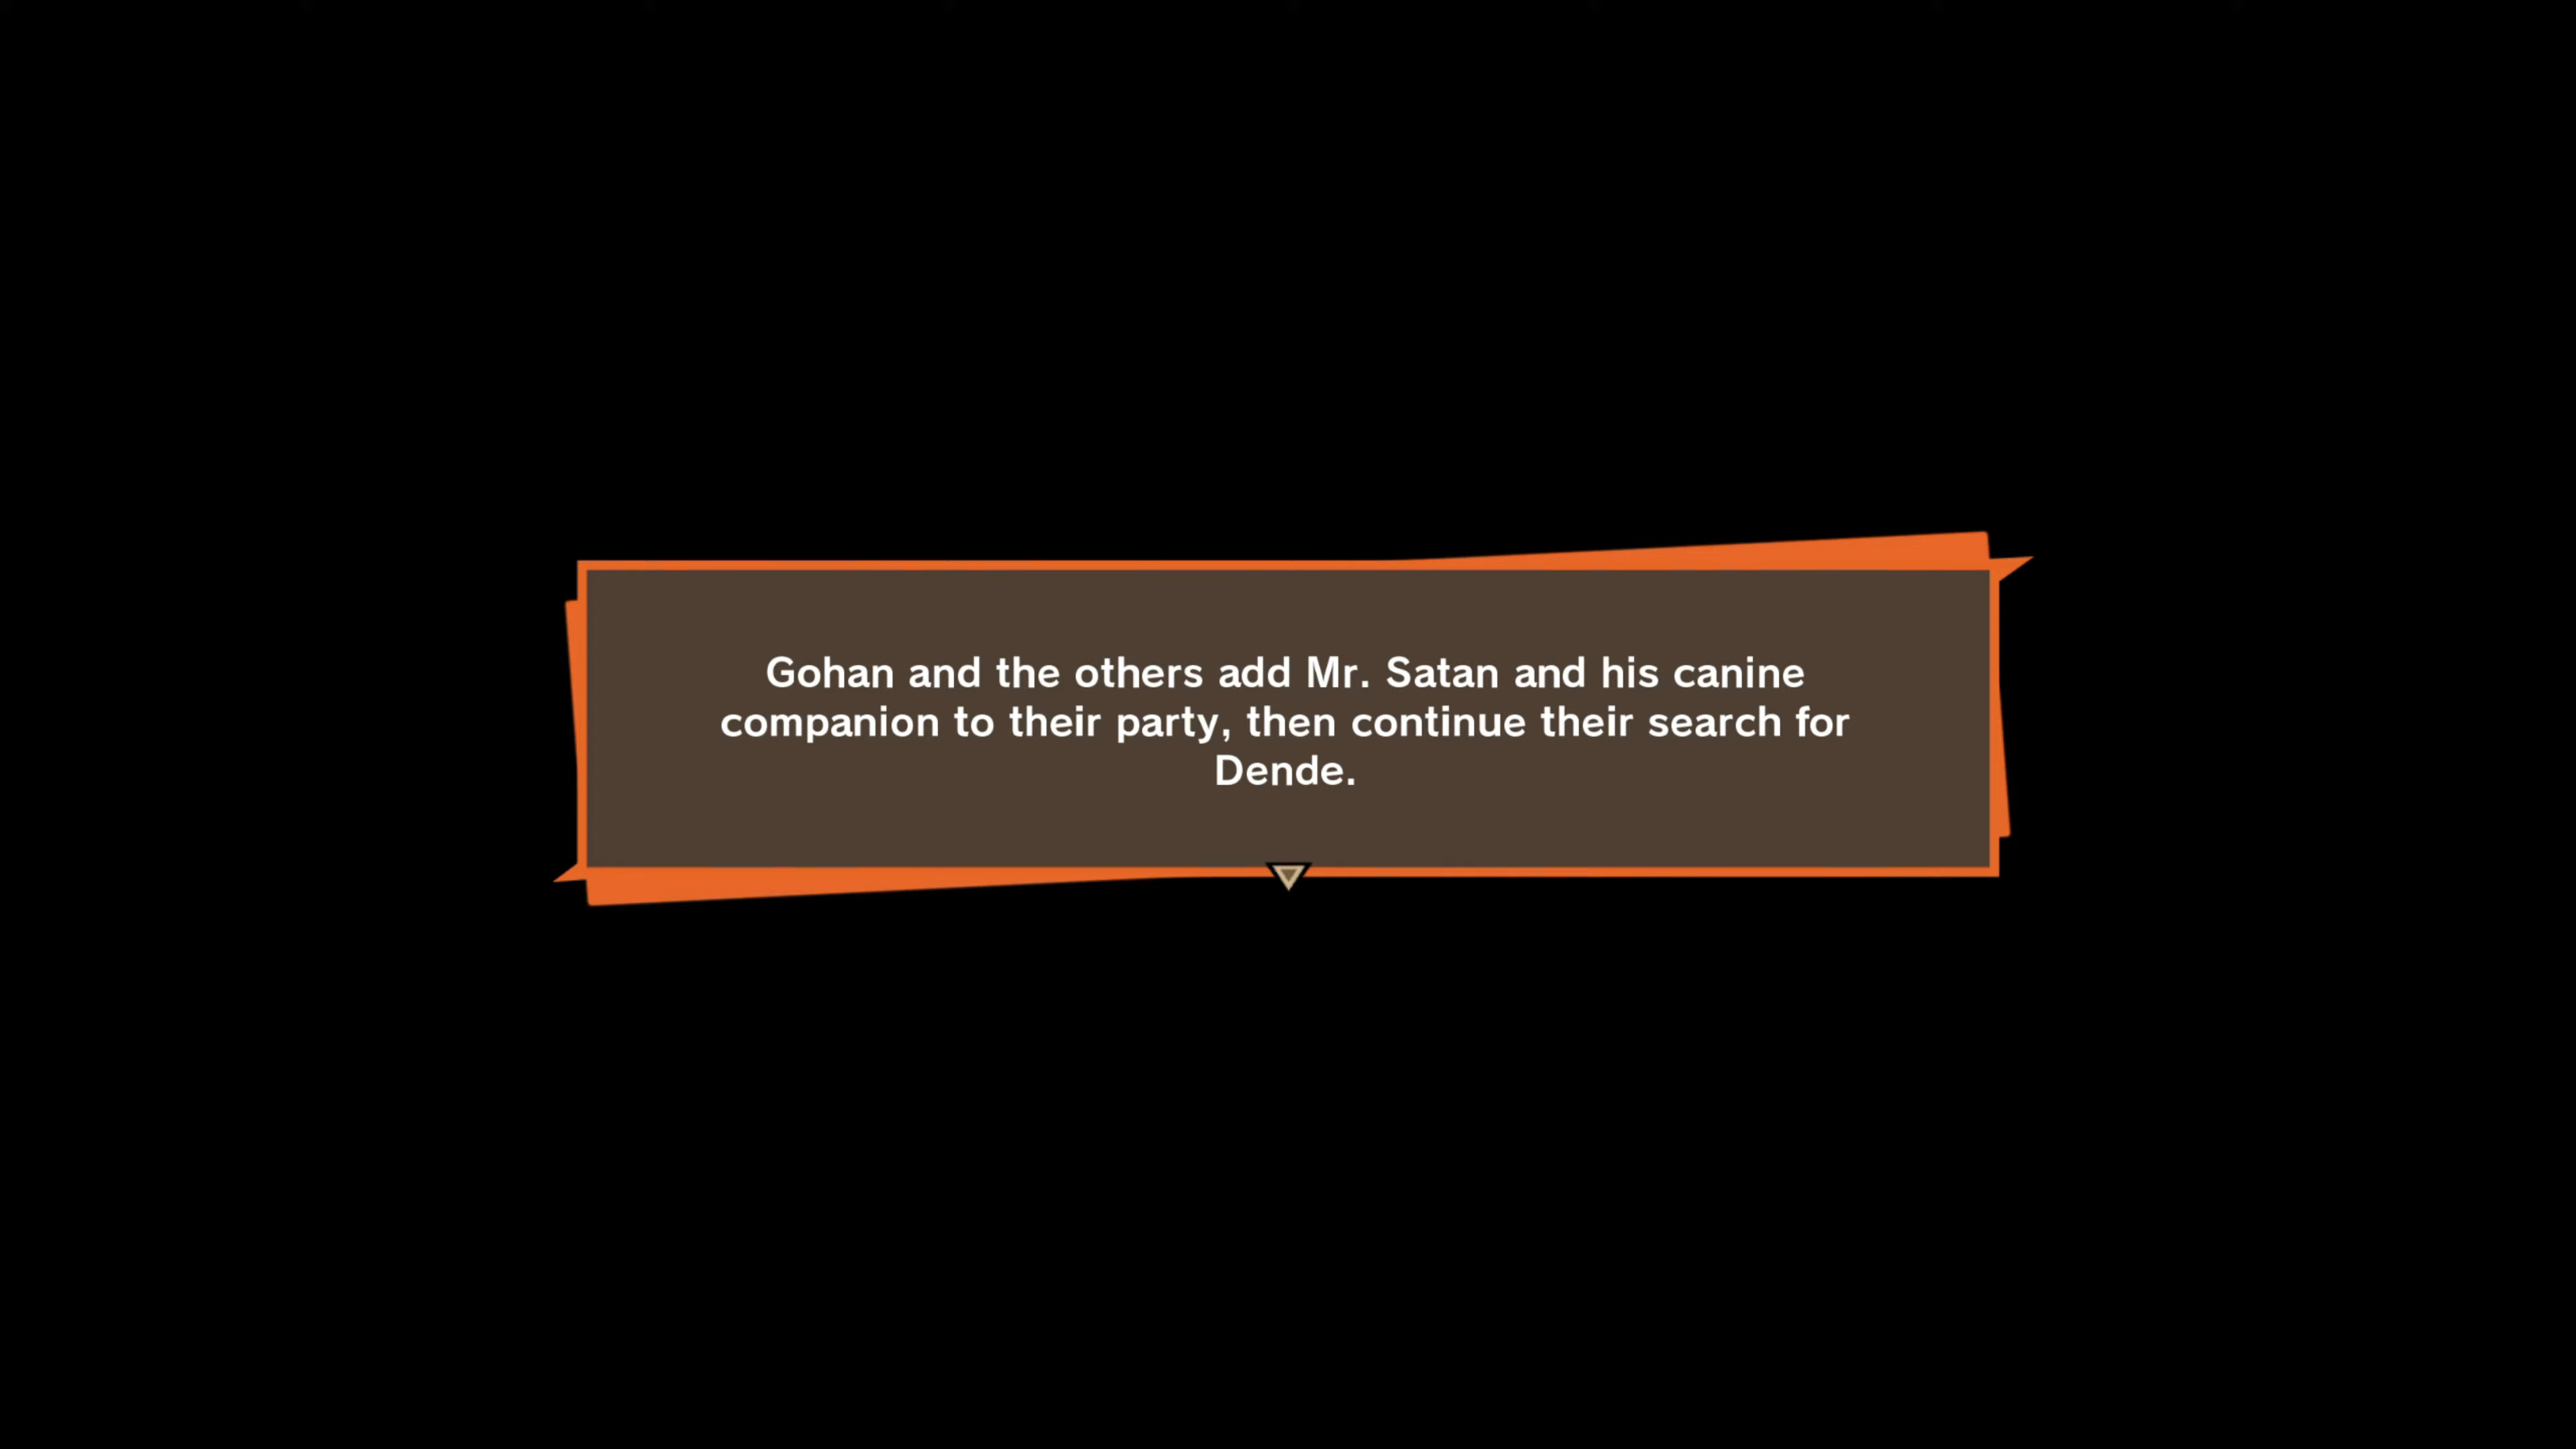 Gohan and the others add Mr. Satan and his canine
companion to their party, then continue their search for
Dende.